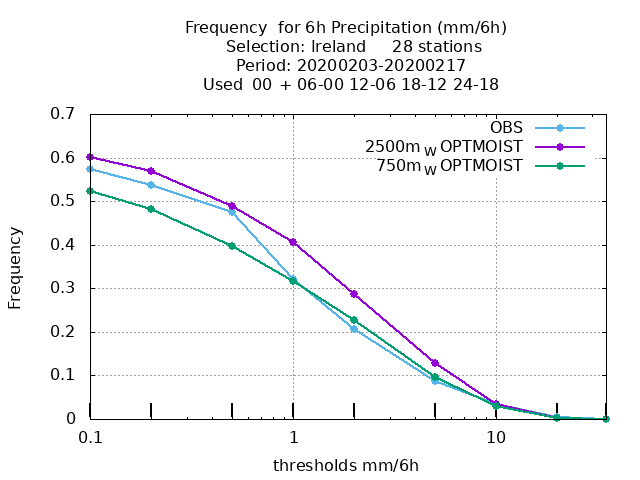 Frequency  for 6h Precipitation (mm/6h)
Selection: Ireland     28 stations
Period: 20200203-20200217
Used  00  + 06-00 12-06 18-12 24-18
OBS
2500m_W OPTMOIST
750m_W OPTMOIST
0.7
0.6
0.5
0.4
0.3
0.2
0.1
0
Frequency
0.1 1 10
thresholds mm/6h